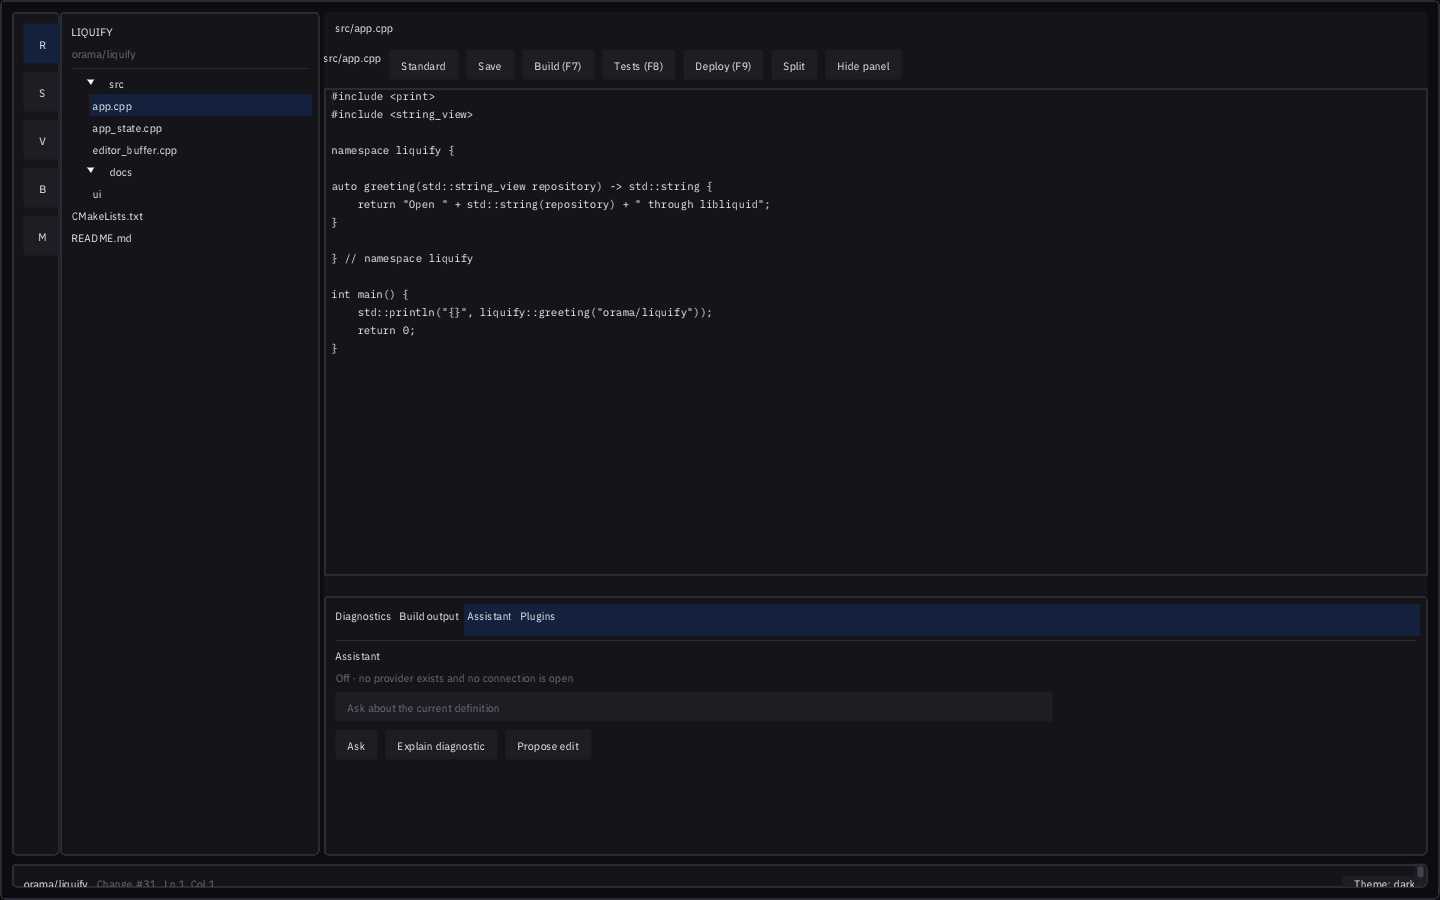 R
S
V
B
M
LIQUIFY
orama/liquify
src
app.cpp
app_state.cpp
editor_buffer.cpp
docs
ui
CMakeLists.txt
README.md
src/app.cpp
src/app.cpp Standard Save Build (F7) Tests (F8) Deploy (F9) Split Hide panel
#include <print>
#include <string_view>
namespace liquify {
auto greeting(std::string_view repository) -> std::string {
    return "Open " + std::string(repository) + " through libliquid";
}
} // namespace liquify
int main() {
    std::println("{}", liquify::greeting("orama/liquify"));
    return 0;
}
Diagnostics Build output Assistant Plugins
Assistant
Off · no provider exists and no connection is open
Ask about the current definition
Ask Explain diagnostic Propose edit
orama/liquify Change #31 Ln 1, Col 1 Theme: dark